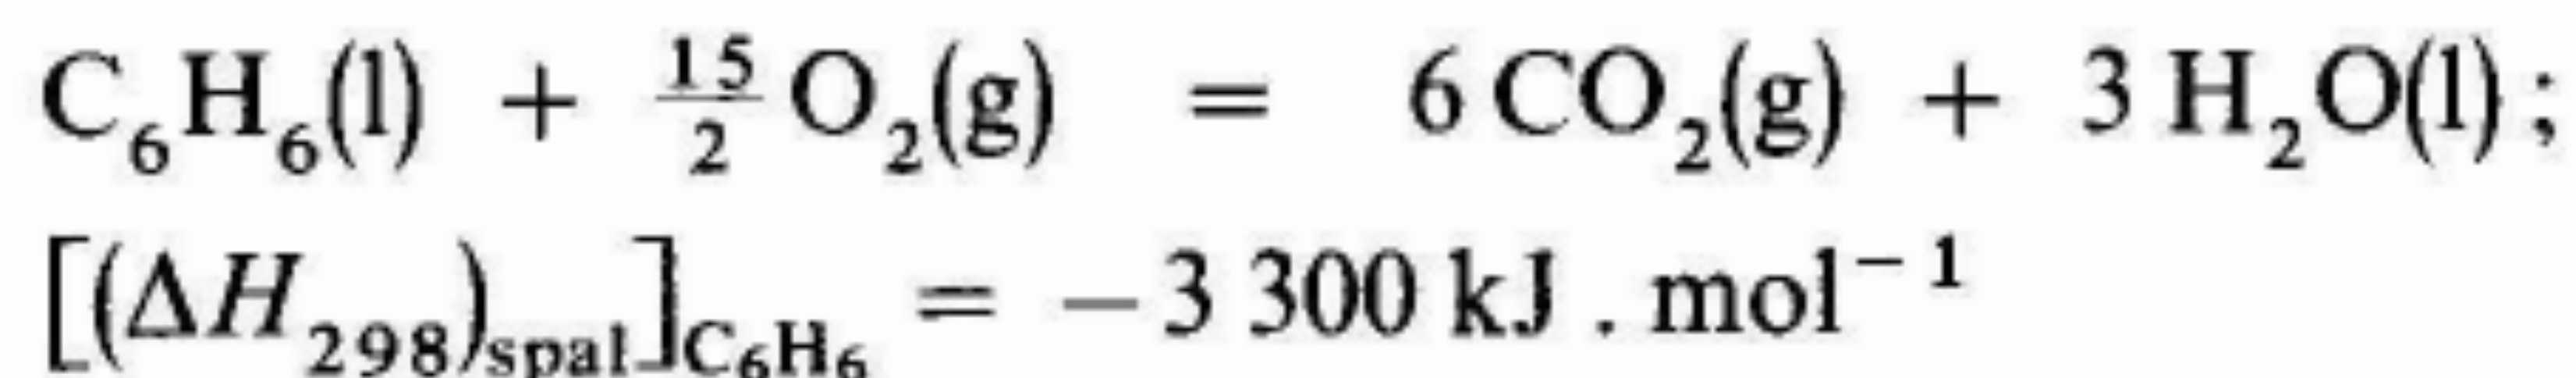 C₆H₆(l) + 15/2 O₂(g) = 6 CO₂(g) + 3 H₂O(l);
[(ΔH₂₉₈)spal]C₆H₆ = −3 300 kJ . mol⁻¹